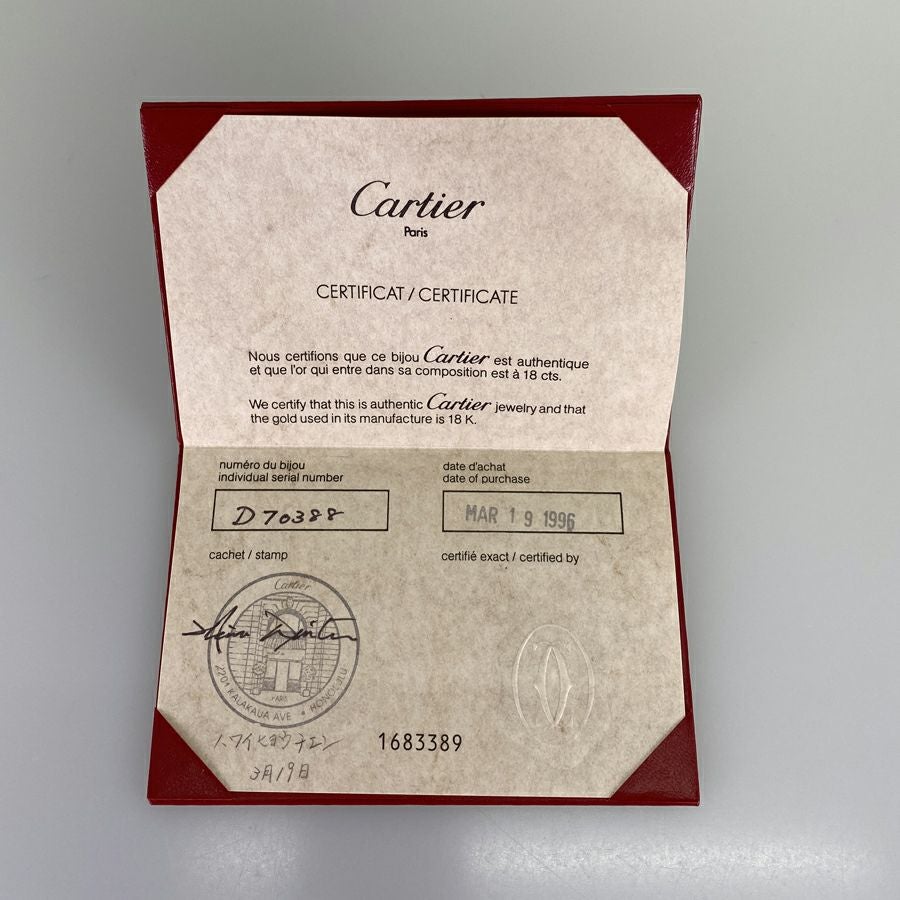 Cartier
Paris
CERTIFICAT / CERTIFICATE
Nous certifions que ce bijou Cartier est authentique
et que l'or qui entre dans sa composition est à 18 cts.
We certify that this is authentic Cartier jewelry and that
the gold used in its manufacture is 18 K.
numéro du bijou
individual serial number
D70388
date d'achat
date of purchase
MAR 19 1996
cachet / stamp
certifié exact / certified by
Cartier
PARIS
2201 KALAKAUA AVE • HONOLULU
ハワイ ヒョウ チェン
3月19日
1683389